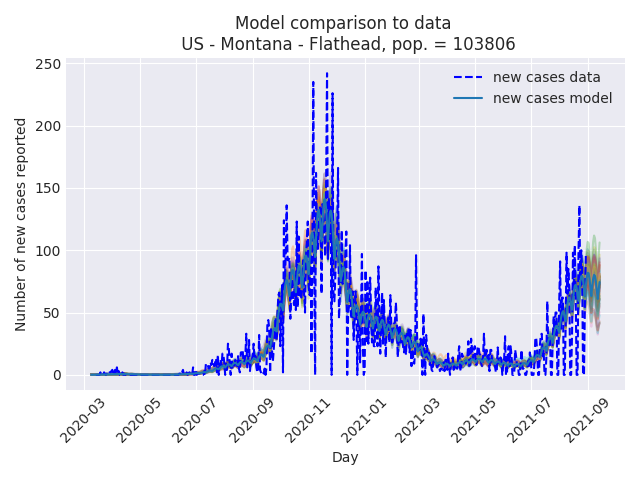 Model comparison to data
US - Montana - Flathead, pop. = 103806
new cases data
new cases model
Number of new cases reported
250
200
150
100
50
0
2020-03
2020-05
2020-07
2020-09
2020-11
2021-01
2021-03
2021-05
2021-07
2021-09
Day